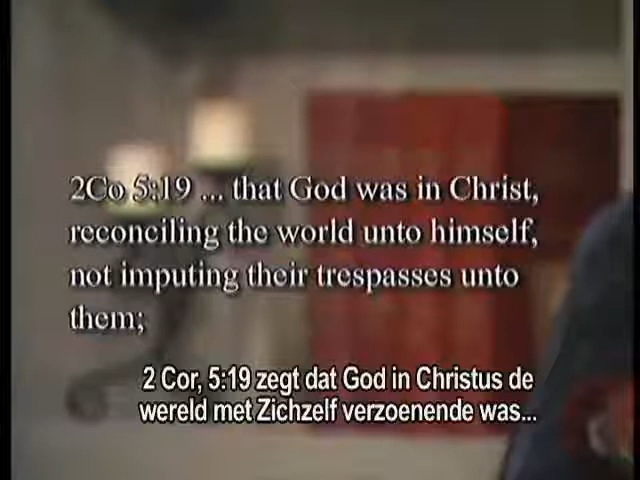 2Co 5:19 ... that God was in Christ,
reconciling the world unto himself,
not imputing their trespasses unto
them;
2 Cor, 5:19 zegt dat God in Christus de
wereld met Zichzelf verzoenende was...